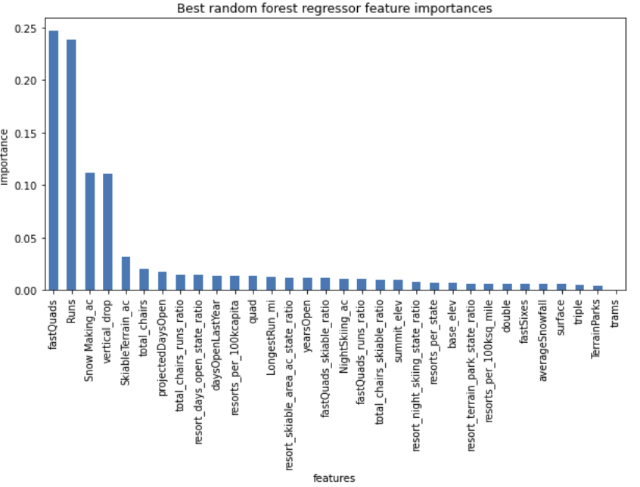 Best random forest regressor feature importances
importance
0.25
0.20
0.15
0.10
0.05
0.00
fastQuads
Runs
Snow Making_ac
vertical_drop
SkiableTerrain_ac
total_chairs
projectedDaysOpen
total_chairs_runs_ratio
resort_days_open_state_ratio
daysOpenLastYear
resorts_per_100kcapita
quad
LongestRun_mi
resort_skiable_area_ac_state_ratio
yearsOpen
fastQuads_skiable_ratio
NightSkiing_ac
fastQuads_runs_ratio
total_chairs_skiable_ratio
summit_elev
resort_night_skiing_state_ratio
resorts_per_state
base_elev
resort_terrain_park_state_ratio
resorts_per_100ksq_mile
double
fastSixes
averageSnowfall
surface
triple
TerrainParks
trams
features